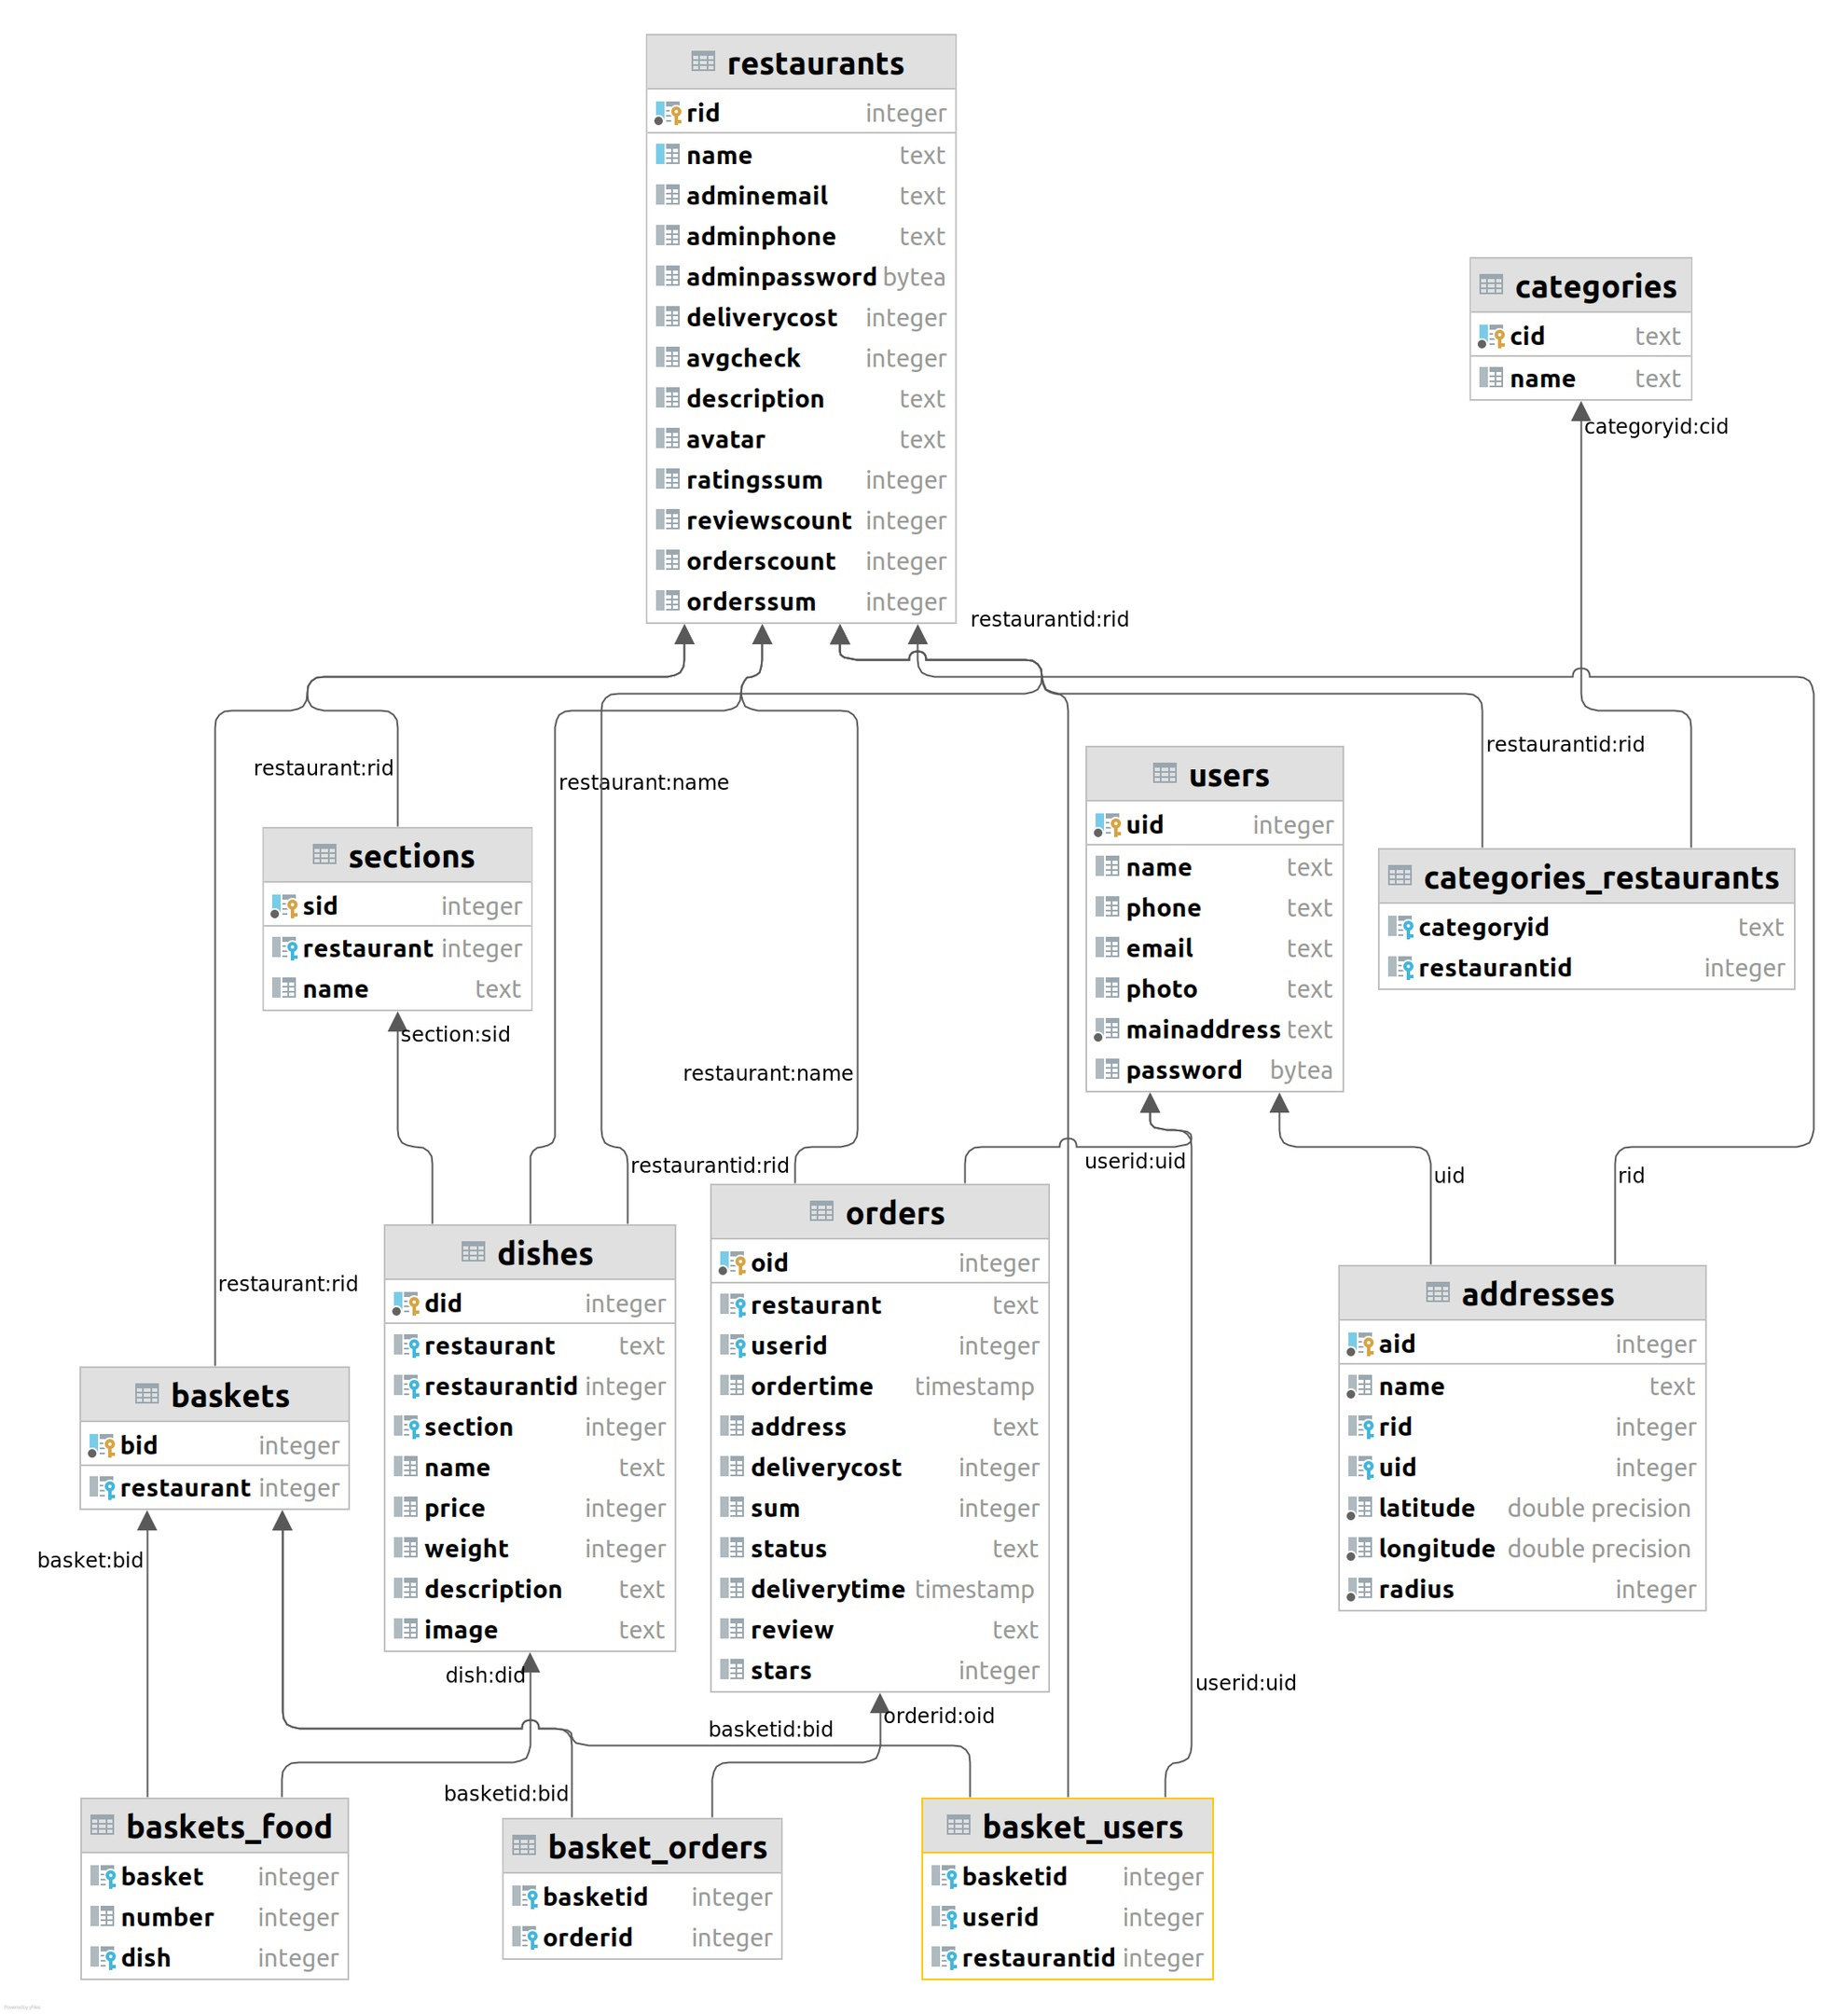 restaurants
rid integer
name text
adminemail text
adminphone text
adminpassword bytea
deliverycost integer
avgcheck integer
description text
avatar text
ratingssum integer
reviewscount integer
orderscount integer
orderssum integer
categories
cid text
name text
categoryid:cid
restaurantid:rid
restaurantid:rid
restaurant:rid
restaurant:name
users
uid integer
name text
phone text
email text
photo text
mainaddress text
password bytea
categories_restaurants
categoryid text
restaurantid integer
sections
sid integer
restaurant integer
name text
section:sid
restaurant:name
restaurantid:rid
userid:uid
uid
rid
restaurant:rid
dishes
did integer
restaurant text
restaurantid integer
section integer
name text
price integer
weight integer
description text
image text
orders
oid integer
restaurant text
userid integer
ordertime timestamp
address text
deliverycost integer
sum integer
status text
deliverytime timestamp
review text
stars integer
addresses
aid integer
name text
rid integer
uid integer
latitude double precision
longitude double precision
radius integer
baskets
bid integer
restaurant integer
basket:bid
dish:did
userid:uid
orderid:oid
basketid:bid
basketid:bid
baskets_food
basket integer
number integer
dish integer
basket_orders
basketid integer
orderid integer
basket_users
basketid integer
userid integer
restaurantid integer
Powered by yFiles